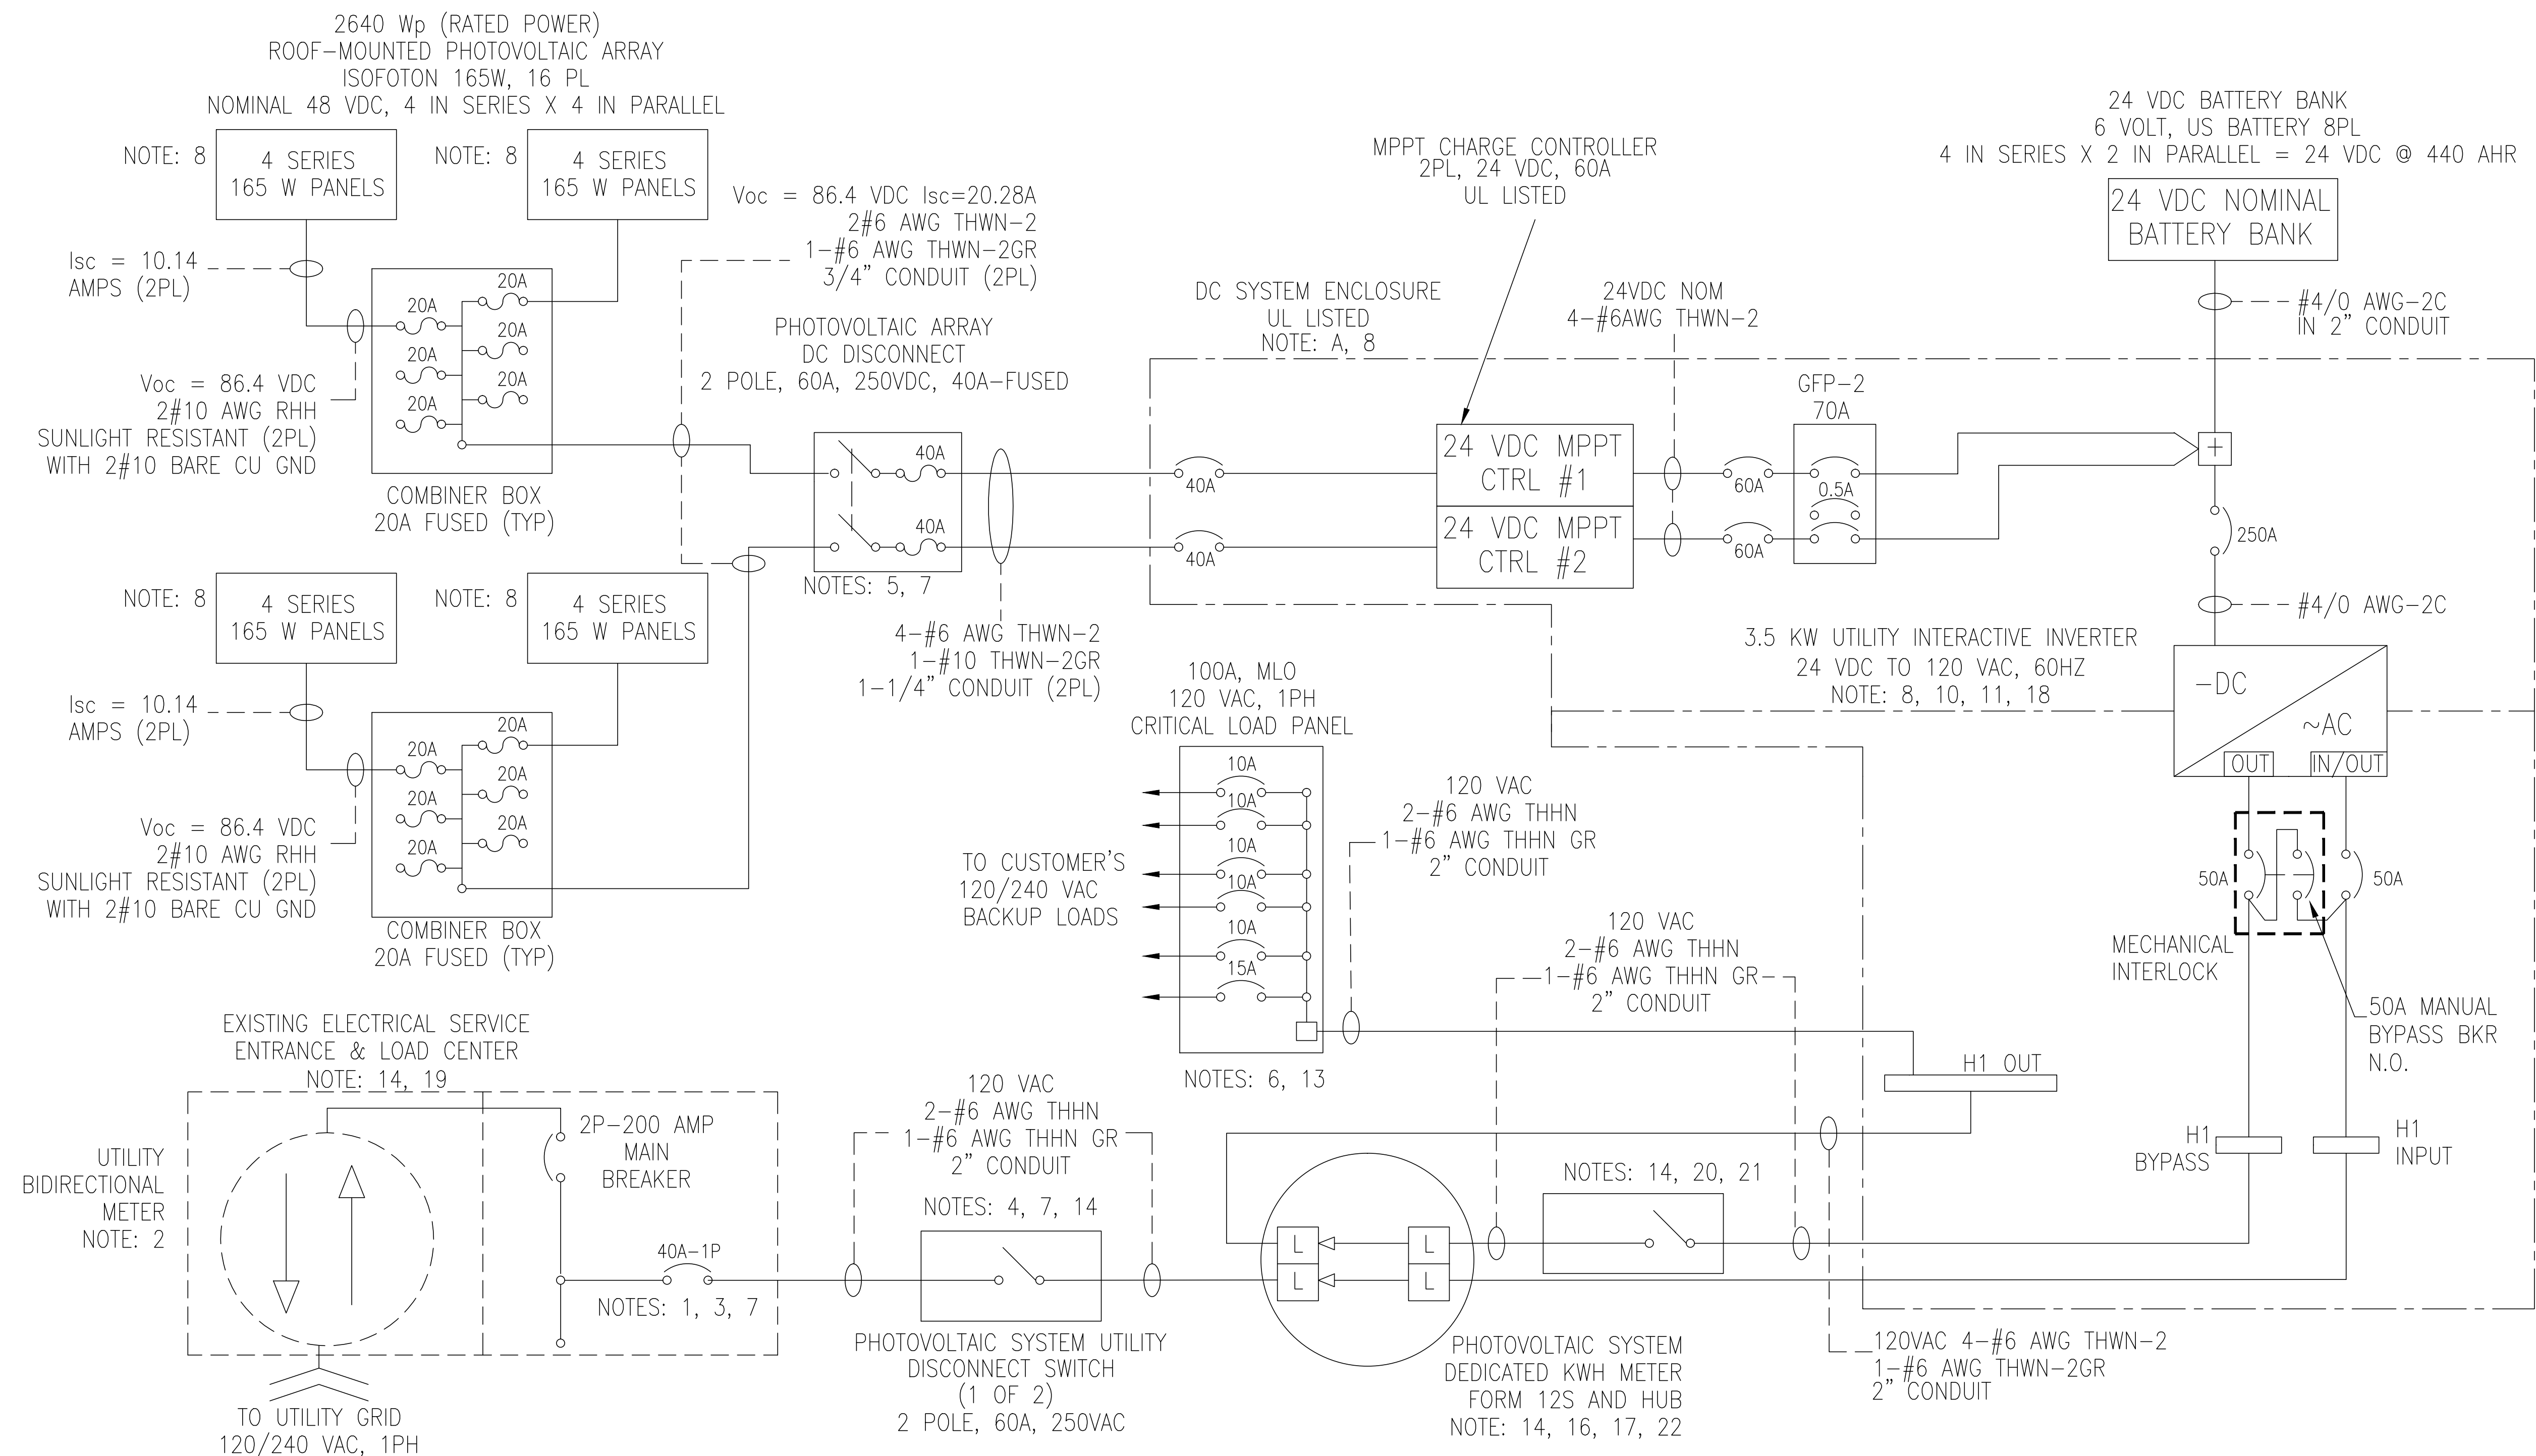 2640 Wp (RATED POWER)
ROOF-MOUNTED PHOTOVOLTAIC ARRAY
ISOFOTON 165W, 16 PL
NOMINAL 48 VDC, 4 IN SERIES X 4 IN PARALLEL
NOTE: 8
4 SERIES
165 W PANELS
NOTE: 8
4 SERIES
165 W PANELS
Isc = 10.14
AMPS (2PL)
20A
20A
20A
20A
20A
20A
Voc = 86.4 VDC
2#10 AWG RHH
SUNLIGHT RESISTANT (2PL)
WITH 2#10 BARE CU GND
COMBINER BOX
20A FUSED (TYP)
Voc = 86.4 VDC Isc=20.28A
2#6 AWG THWN-2
1-#6 AWG THWN-2GR
3/4" CONDUIT (2PL)
PHOTOVOLTAIC ARRAY
DC DISCONNECT
2 POLE, 60A, 250VDC, 40A-FUSED
40A
40A
NOTES: 5, 7
4-#6 AWG THWN-2
1-#10 THWN-2GR
1-1/4" CONDUIT (2PL)
NOTE: 8
4 SERIES
165 W PANELS
NOTE: 8
4 SERIES
165 W PANELS
Isc = 10.14
AMPS (2PL)
20A
20A
20A
20A
20A
20A
Voc = 86.4 VDC
2#10 AWG RHH
SUNLIGHT RESISTANT (2PL)
WITH 2#10 BARE CU GND
COMBINER BOX
20A FUSED (TYP)
MPPT CHARGE CONTROLLER
2PL, 24 VDC, 60A
UL LISTED
DC SYSTEM ENCLOSURE
UL LISTED
NOTE: A, 8
24VDC NOM
4-#6AWG THWN-2
GFP-2
70A
40A
40A
24 VDC MPPT
CTRL #1
24 VDC MPPT
CTRL #2
60A
60A
0.5A
24 VDC BATTERY BANK
6 VOLT, US BATTERY 8PL
4 IN SERIES X 2 IN PARALLEL = 24 VDC @ 440 AHR
24 VDC NOMINAL
BATTERY BANK
#4/0 AWG-2C
IN 2" CONDUIT
+
250A
#4/0 AWG-2C
3.5 KW UTILITY INTERACTIVE INVERTER
24 VDC TO 120 VAC, 60HZ
NOTE: 8, 10, 11, 18
-DC
~AC
OUT
IN/OUT
50A
50A
MECHANICAL
INTERLOCK
50A MANUAL
BYPASS BKR
N.O.
H1
BYPASS
H1
INPUT
100A, MLO
120 VAC, 1PH
CRITICAL LOAD PANEL
10A
10A
10A
10A
10A
15A
TO CUSTOMER'S
120/240 VAC
BACKUP LOADS
NOTES: 6, 13
120 VAC
2-#6 AWG THHN
1-#6 AWG THHN GR
2" CONDUIT
120 VAC
2-#6 AWG THHN
1-#6 AWG THHN GR
2" CONDUIT
H1 OUT
EXISTING ELECTRICAL SERVICE
ENTRANCE & LOAD CENTER
NOTE: 14, 19
UTILITY
BIDIRECTIONAL
METER
NOTE: 2
2P-200 AMP
MAIN
BREAKER
40A-1P
NOTES: 1, 3, 7
TO UTILITY GRID
120/240 VAC, 1PH
120 VAC
2-#6 AWG THHN
1-#6 AWG THHN GR
2" CONDUIT
NOTES: 4, 7, 14
PHOTOVOLTAIC SYSTEM UTILITY
DISCONNECT SWITCH
(1 OF 2)
2 POLE, 60A, 250VAC
L
L
L
L
NOTES: 14, 20, 21
PHOTOVOLTAIC SYSTEM
DEDICATED KWH METER
FORM 12S AND HUB
NOTE: 14, 16, 17, 22
120VAC 4-#6 AWG THWN-2
1-#6 AWG THWN-2GR
2" CONDUIT